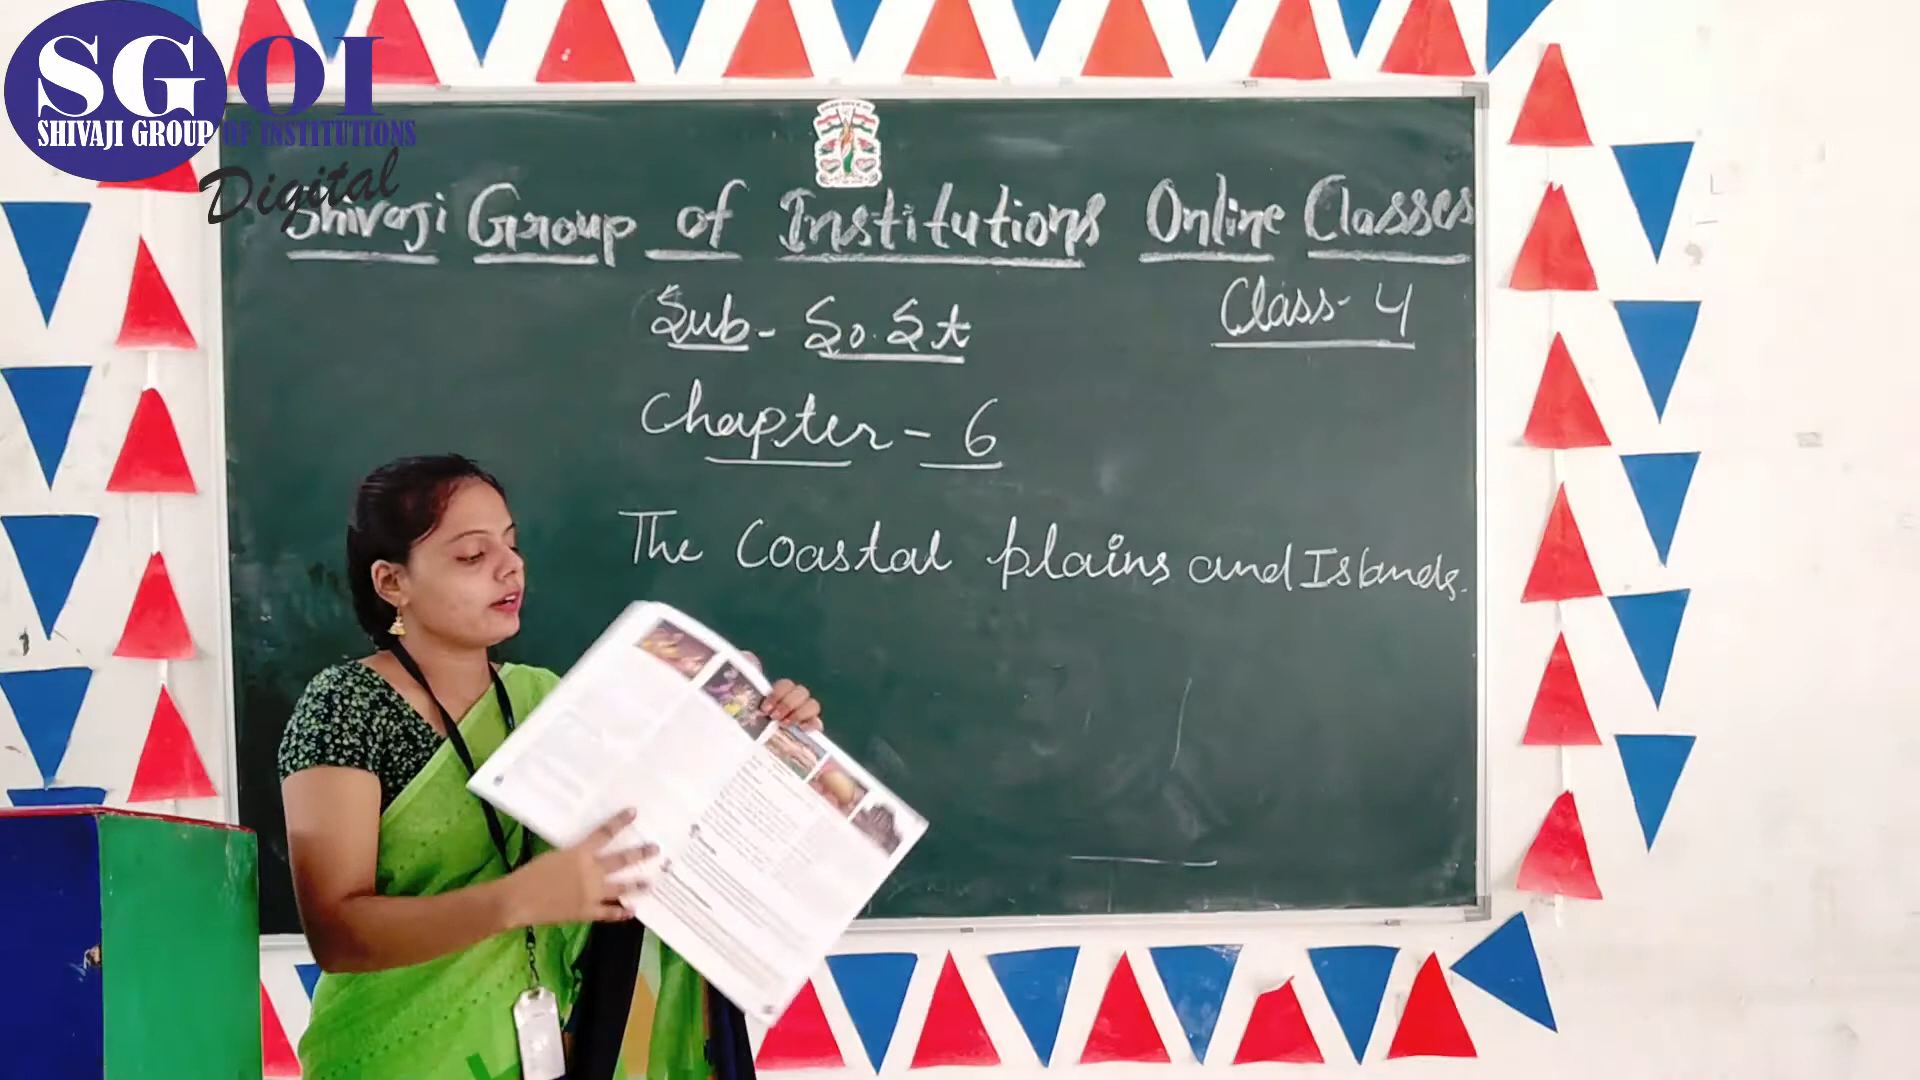 SGOI
SHIVAJI GROUP OF INSTITUTIONS
Digital
Shivaji Group of Institutions Online Classes
Sub- So.St
Class- 4
Chapter - 6
The Coastal plains and Islands.